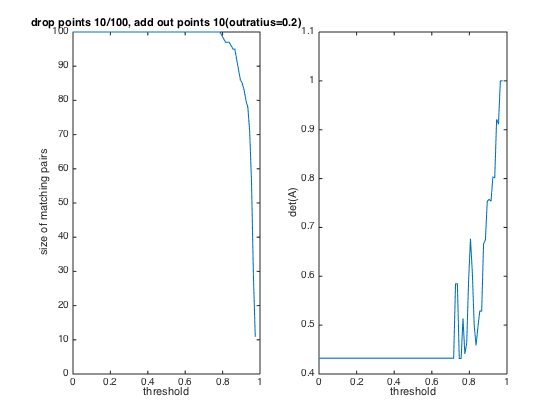 drop points 10/100, add out points 10(outratius=0.2)
size of matching pairs
100
90
80
70
60
50
40
30
20
10
0
0 0.2 0.4 0.6 0.8 1
threshold
det(A)
1.1
1
0.9
0.8
0.7
0.6
0.5
0.4
0 0.2 0.4 0.6 0.8 1
threshold